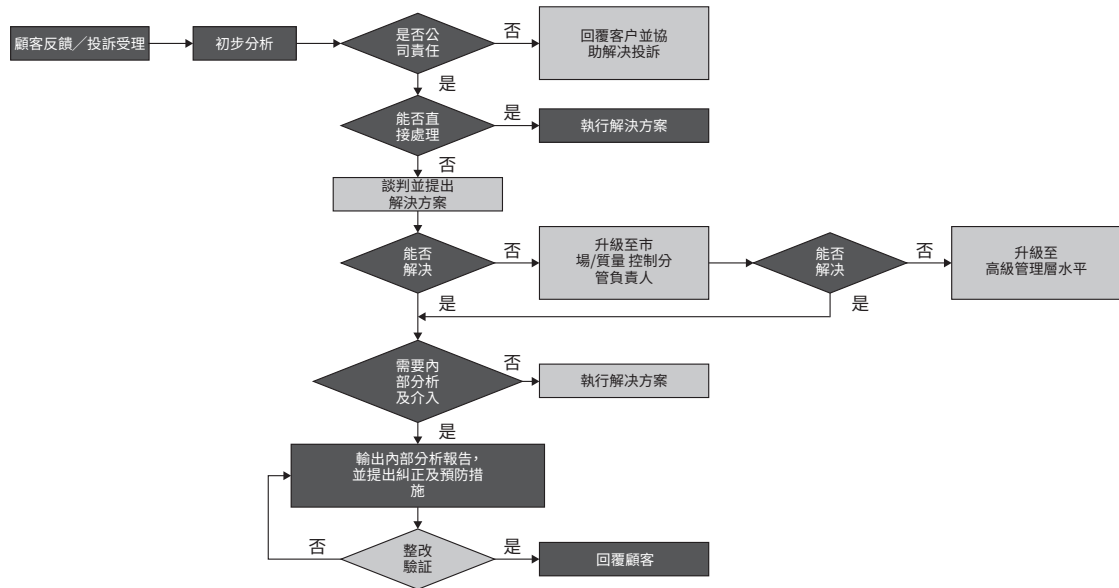 顧客反饋／投訴受理
初步分析
是否公
司責任
否
回覆客户並協
助解决投訴
是
能否直
接處理
是
執行解決方案
否
談判並提出
解決方案
能否
解決
否
升級至市
場/質量 控制分
管負責人
能否
解決
否
升級至
高級管理層水平
是
是
需要內
部分析
及介入
否
執行解決方案
是
輸出內部分析報告，
並提出糾正及預防措
施
整改
驗証
否
是
回覆顧客